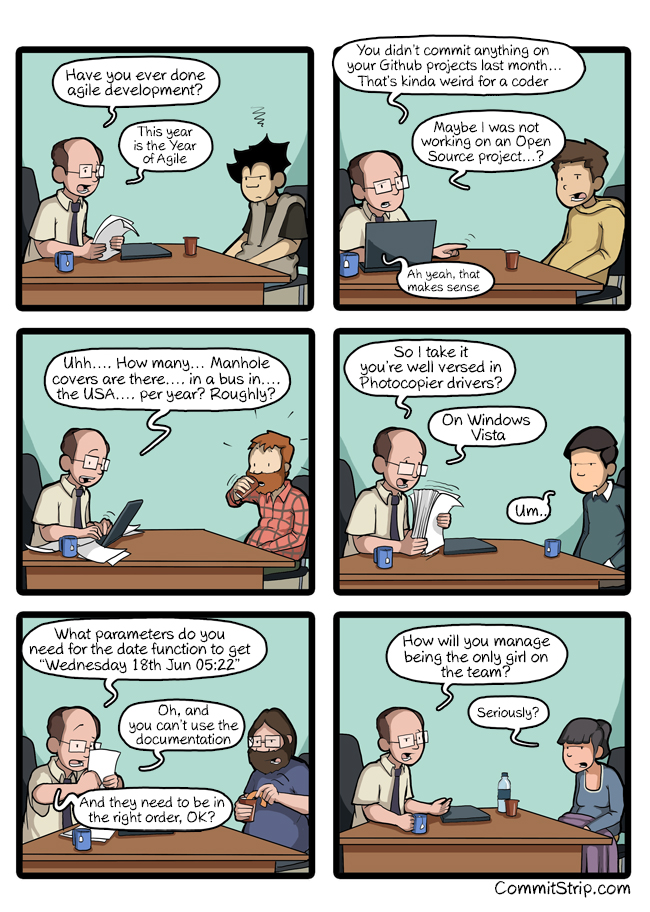 Have you ever done
agile development?
This year
is the Year
of Agile
You didn't commit anything on
your Github projects last month...
That's kinda weird for a coder
Maybe I was not
working on an Open
Source project...?
Ah yeah, that
makes sense
Uhh.... How many... Manhole
covers are there.... in a bus in....
the USA.... per year? Roughly?
So I take it
you're well versed in
Photocopier drivers?
On Windows
Vista
Um..
What parameters do you
need for the date function to get
"Wednesday 18th Jun 05:22"
Oh, and
you can't use the
documentation
And they need to be in
the right order, OK?
How will you manage
being the only girl on
the team?
Seriously?
CommitStrip.com